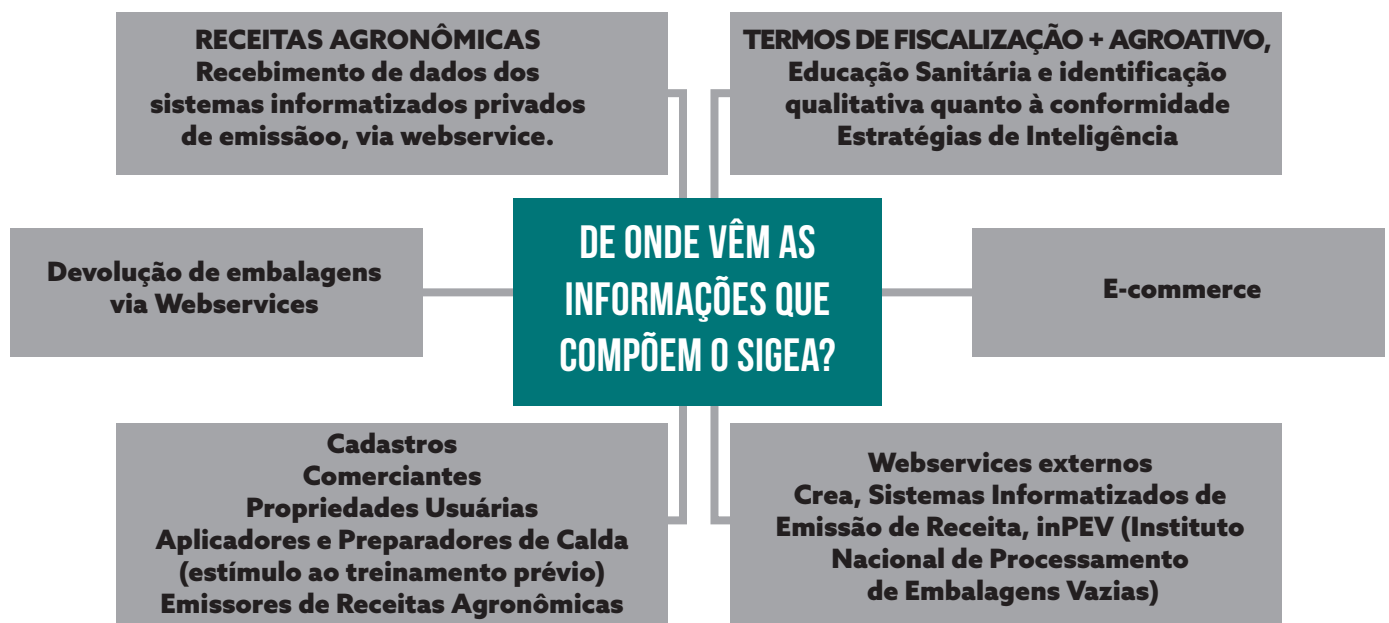 RECEITAS AGRONÔMICAS
Recebimento de dados dos
sistemas informatizados privados
de emissãoo, via webservice.
TERMOS DE FISCALIZAÇÃO + AGROATIVO,
Educação Sanitária e identificação
qualitativa quanto à conformidade
Estratégias de Inteligência
Devolução de embalagens
via Webservices
DE ONDE VÊM AS
INFORMAÇÕES QUE
COMPÕEM O SIGEA?
E-commerce
Cadastros
Comerciantes
Propriedades Usuárias
Aplicadores e Preparadores de Calda
(estímulo ao treinamento prévio)
Emissores de Receitas Agronômicas
Webservices externos
Crea, Sistemas Informatizados de
Emissão de Receita, inPEV (Instituto
Nacional de Processamento
de Embalagens Vazias)